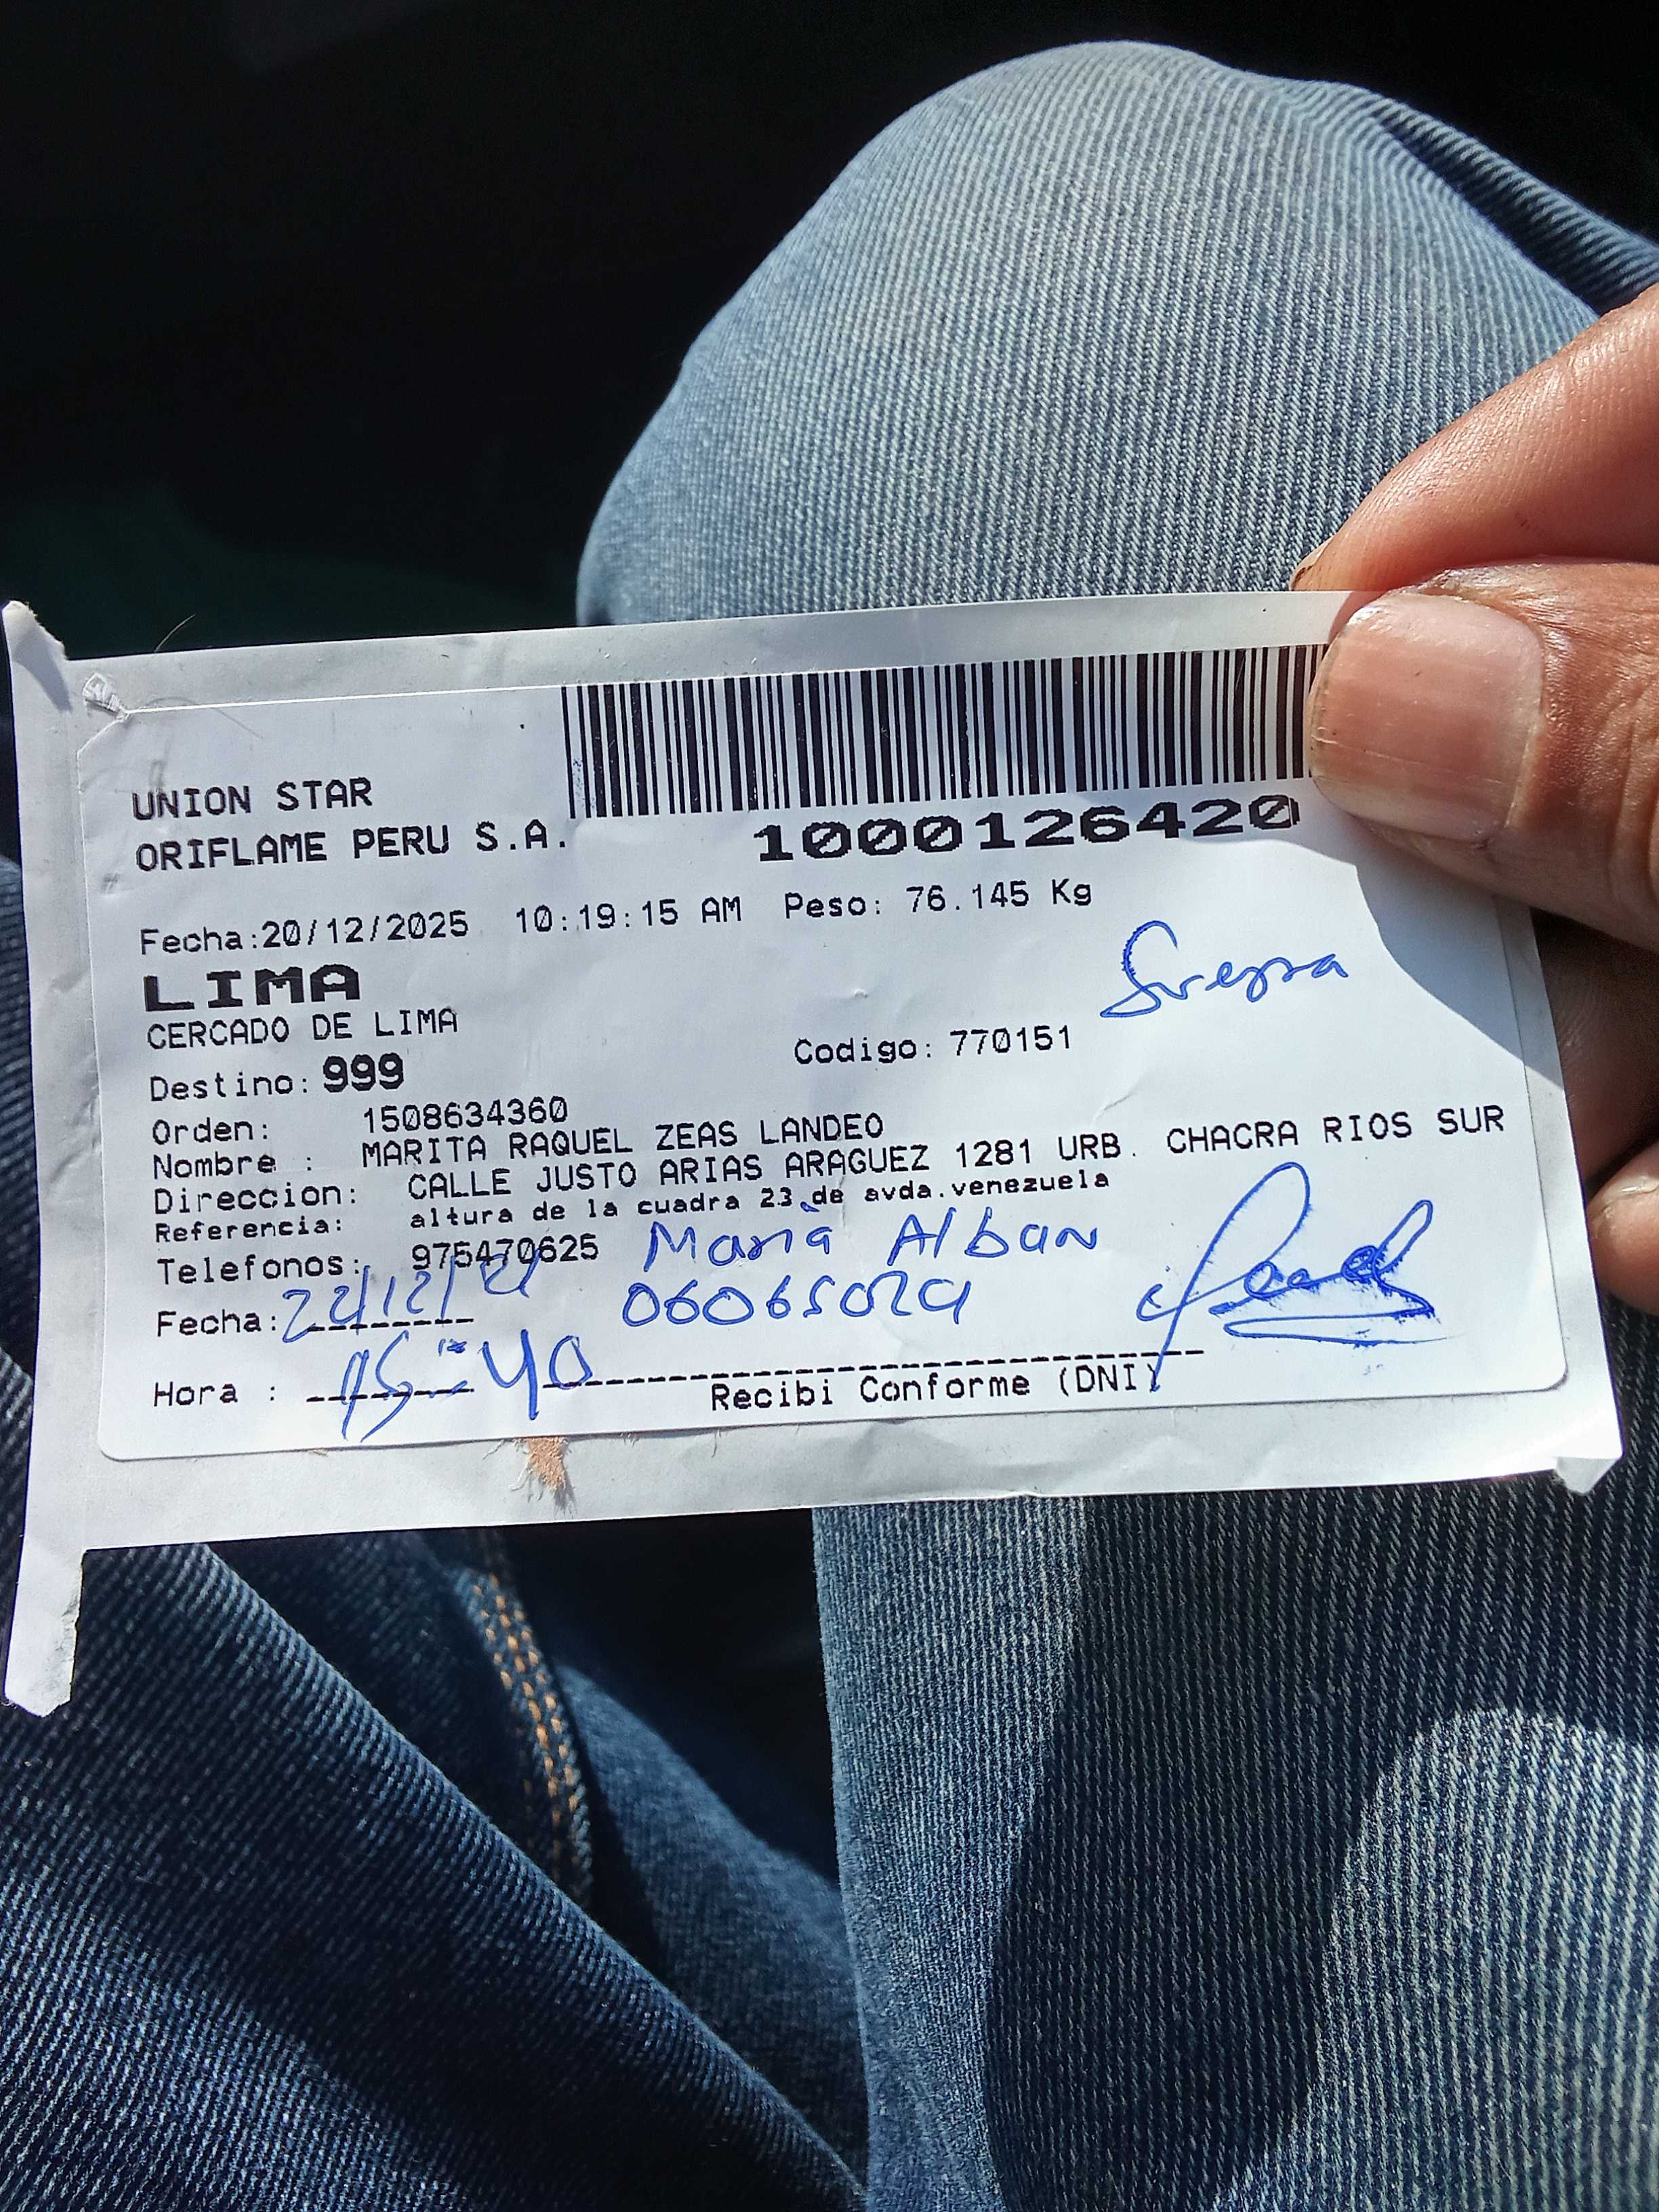 UNION STAR
ORIFLAME PERU S.A.
1000126420
Fecha:20/12/2025 10:19:15 AM Peso: 76.145 Kg
LIMA
CERCADO DE LIMA
Destino: 999 Codigo: 770151
Orden: 1508634360
Nombre : MARITA RAQUEL ZEAS LANDEO
Direccion: CALLE JUSTO ARIAS ARAGUEZ 1281 URB. CHACRA RIOS SUR
Referencia: altura de la cuadra 23 de avda.venezuela
Telefonos: 975470625 Maria Alban
Fecha: 22/12/
Hora : 15:40
Recibi Conforme (DNI)